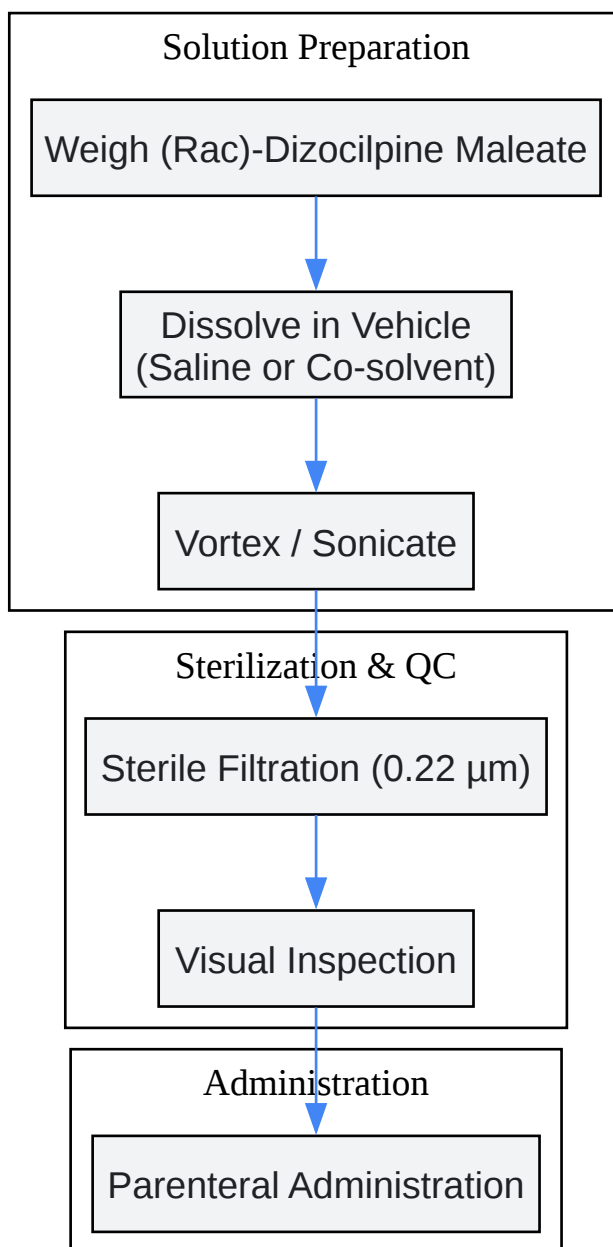 Solution Preparation
Weigh (Rac)-Dizocilpine Maleate
Dissolve in Vehicle
(Saline or Co-solvent)
Vortex / Sonicate
Sterilization & QC
Sterile Filtration (0.22 µm)
Visual Inspection
Administration
Parenteral Administration